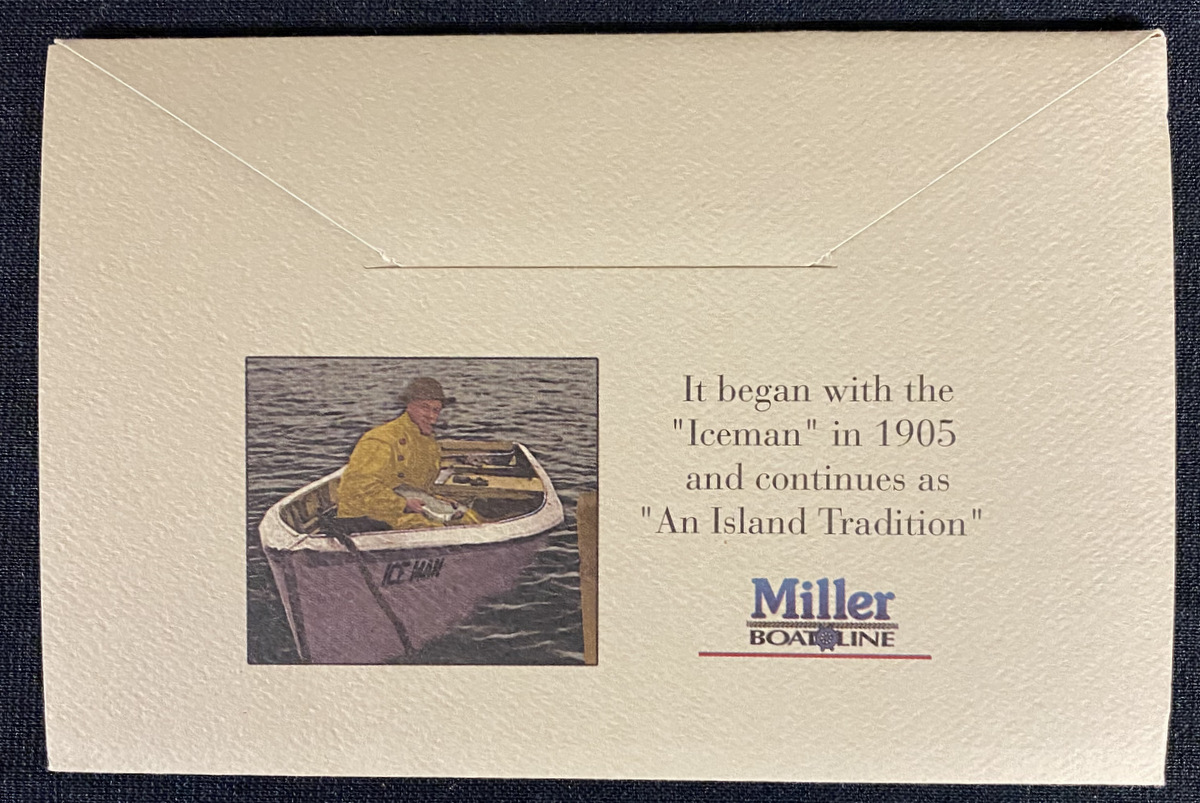 It began with the
"Iceman" in 1905
and continues as
"An Island Tradition"
ICE MAN
Miller
BOAT LINE